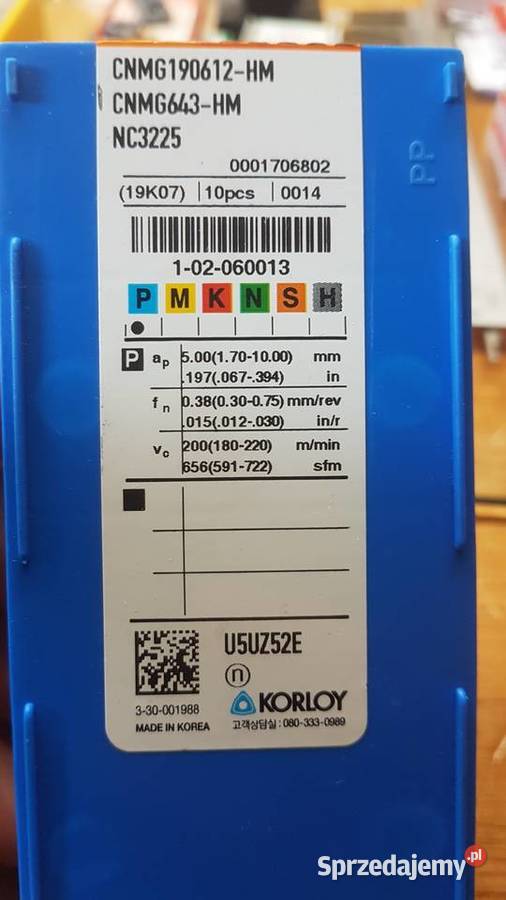 CNMG190612-HM
CNMG643-HM
NC3225
0001706802
(19K07) 10pcs 0014
1-02-060013
P M K N S H
P ap 5.00(1.70-10.00) mm
.197(.067-.394) in
fn 0.38(0.30-0.75) mm/rev
.015(.012-.030) in/r
vc 200(180-220) m/min
656(591-722) sfm
U5UZ52E
n
3-30-001988
KORLOY
MADE IN KOREA
고객상담실 : 080-333-0989
PP
Sprzedajemy.pl